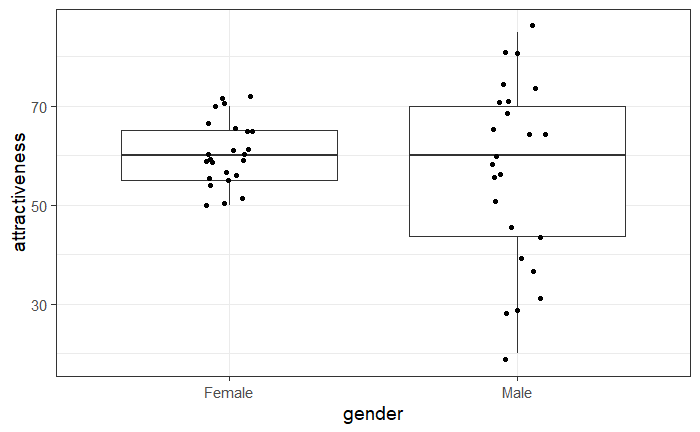 attractiveness
70
50
30
Female Male
gender